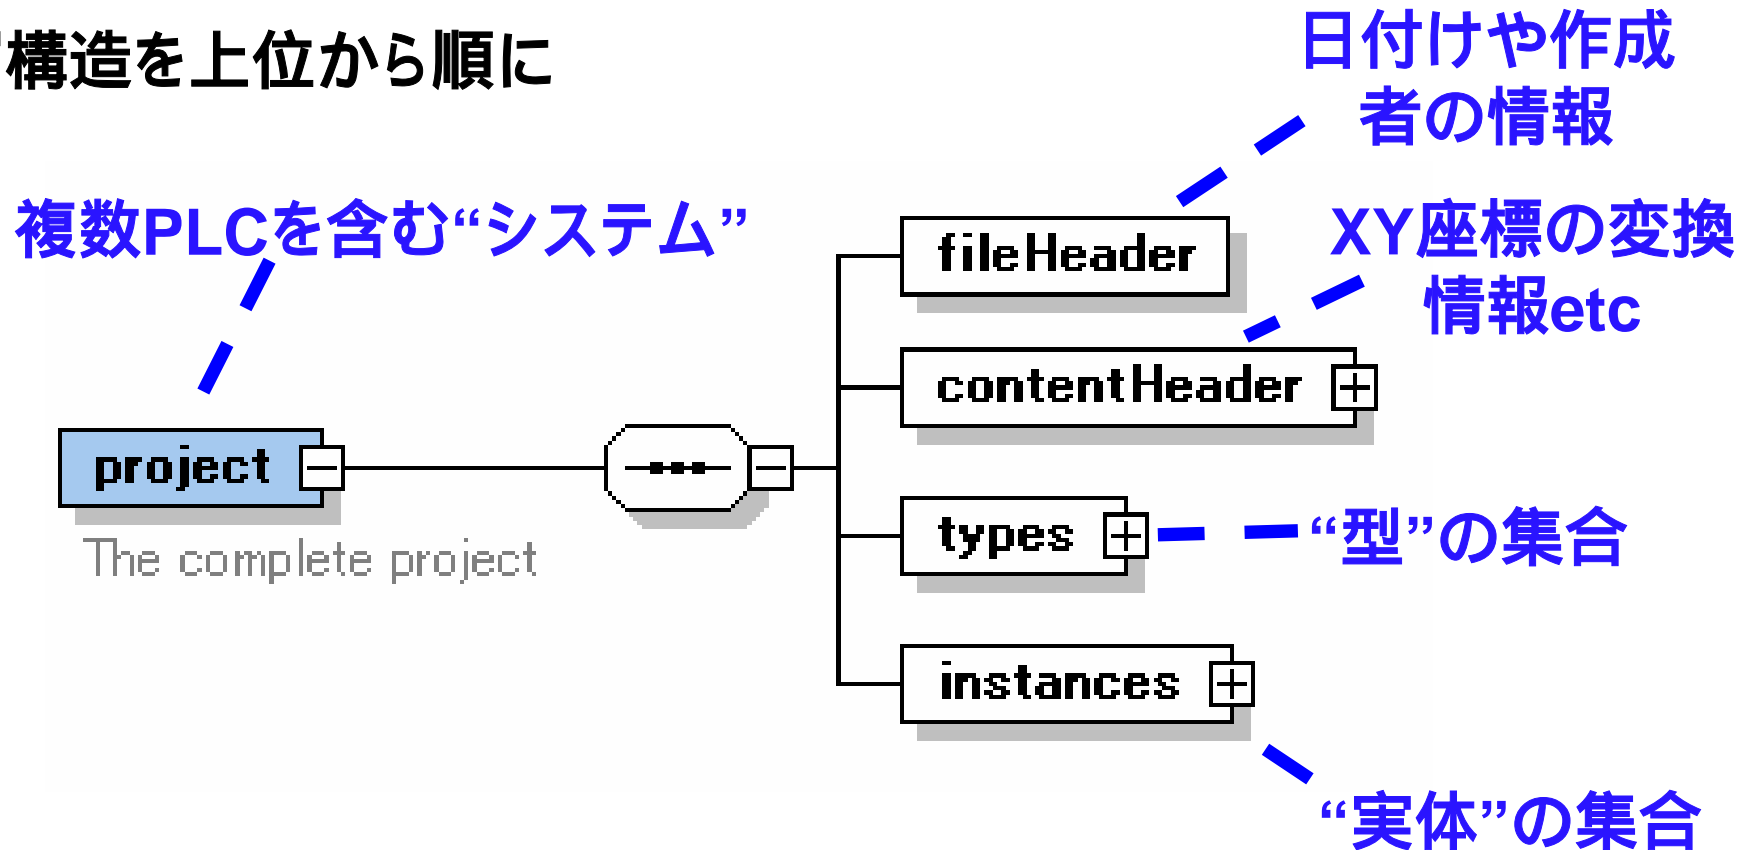 構造を上位から順に
日付けや作成
者の情報
複数PLCを含む“システム”
XY座標の変換
情報etc
fileHeader
contentHeader
project
The complete project
types
“型”の集合
instances
“実体”の集合